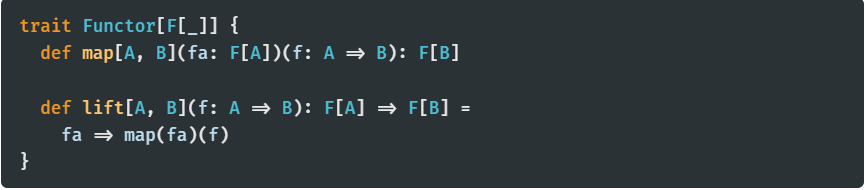 trait Functor[F[_]] {
  def map[A, B](fa: F[A])(f: A => B): F[B]

  def lift[A, B](f: A => B): F[A] => F[B] =
    fa => map(fa)(f)
}